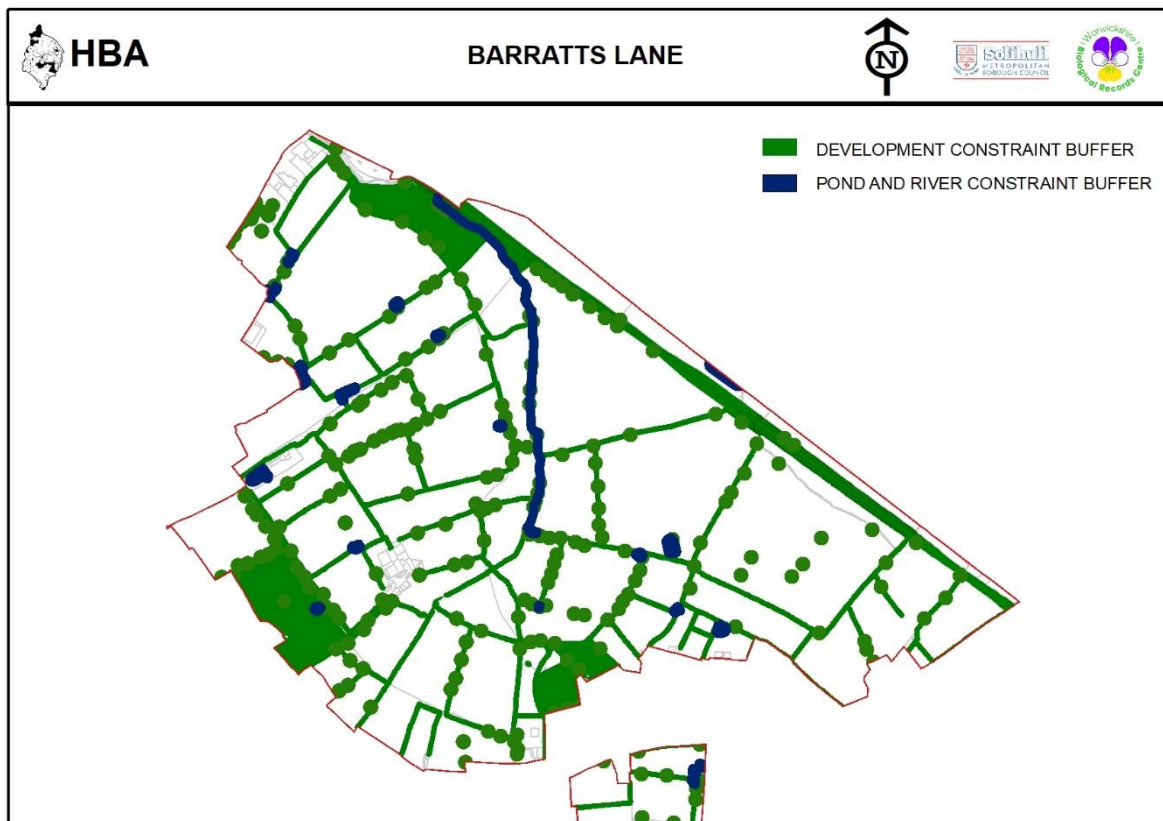 HBA
BARRATTS LANE
N
Solihull
METROPOLITAN
BOROUGH COUNCIL
Warwickshire
Biological Records Centre
DEVELOPMENT CONSTRAINT BUFFER
POND AND RIVER CONSTRAINT BUFFER